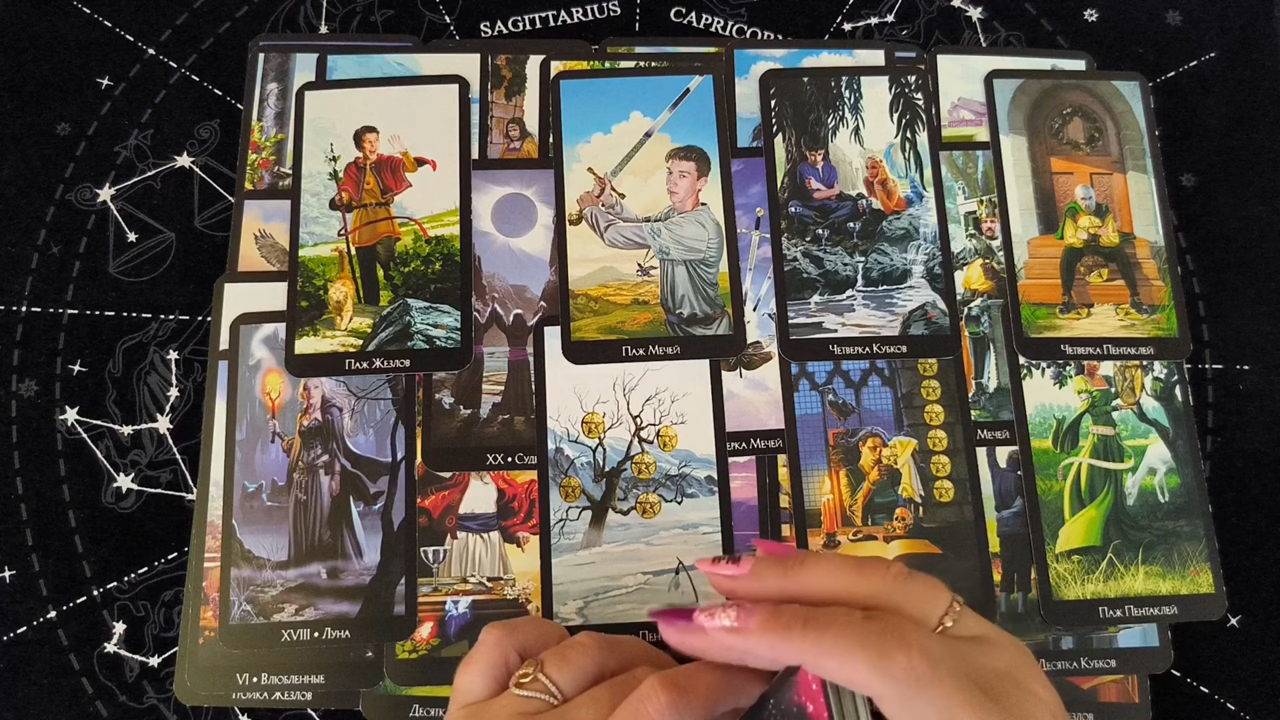 SAGITTARIUS
CAPRICORN
Паж Жезлов
Паж Мечей
Четверка Кубков
Четверка Пентаклей
XX • Суд
ерка Мечей
Мечей
XVIII • Луна
Паж Пентаклей
VI • Влюбленные
Тройка Жезлов
Десятка Кубков
Десятк